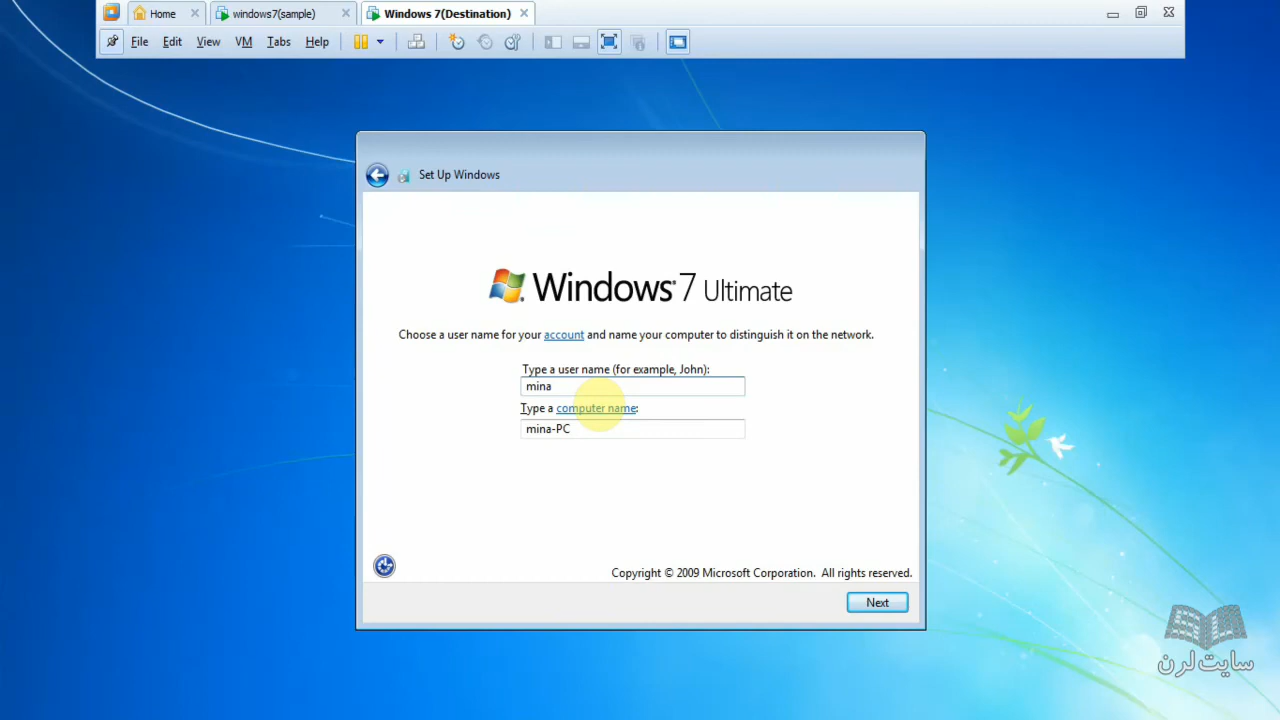 Home
windows7(sample)
Windows 7(Destination)
File Edit View VM Tabs Help
Set Up Windows
Windows® 7 Ultimate
Choose a user name for your account and name your computer to distinguish it on the network.
Type a user name (for example, John):
mina
Type a computer name:
mina-PC
Copyright © 2009 Microsoft Corporation. All rights reserved.
Next
سایت لرن